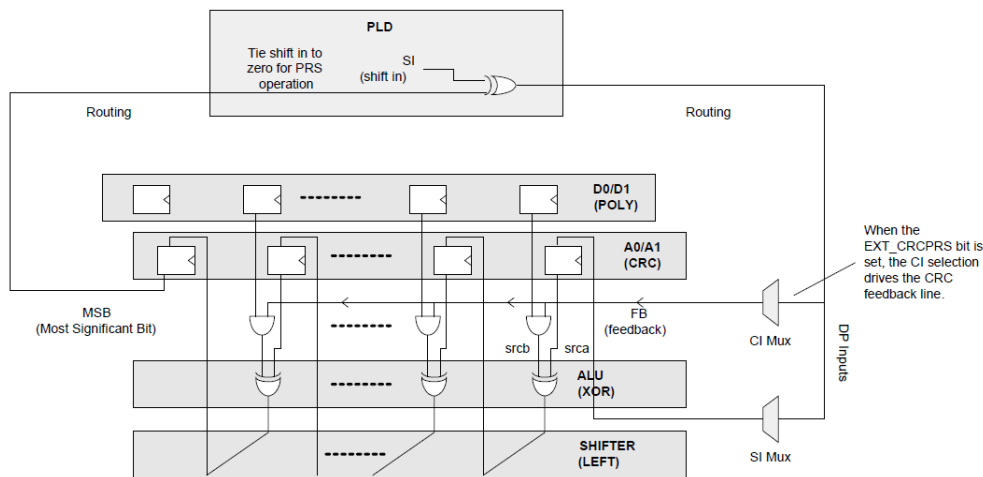 PLD
Tie shift in to
zero for PRS
operation
SI
(shift in)
Routing
Routing
D0/D1
(POLY)
A0/A1
(CRC)
When the
EXT_CRCPRS bit is
set, the CI selection
drives the CRC
feedback line.
MSB
(Most Significant Bit)
FB
(feedback)
CI Mux
DP Inputs
srcb
srca
ALU
(XOR)
SHIFTER
(LEFT)
SI Mux